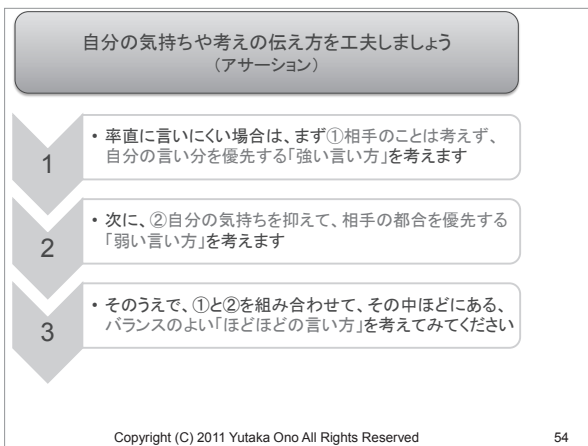 自分の気持ちや考えの伝え方を工夫しましょう
（アサーション）
1
・率直に言いにくい場合は、まず①相手のことは考えず、
自分の言い分を優先する「強い言い方」を考えます
2
・次に、②自分の気持ちを抑えて、相手の都合を優先する
「弱い言い方」を考えます
3
・そのうえで、①と②を組み合わせて、その中ほどにある、
バランスのよい「ほどほどの言い方」を考えてみてください
Copyright (C) 2011 Yutaka Ono All Rights Reserved
54